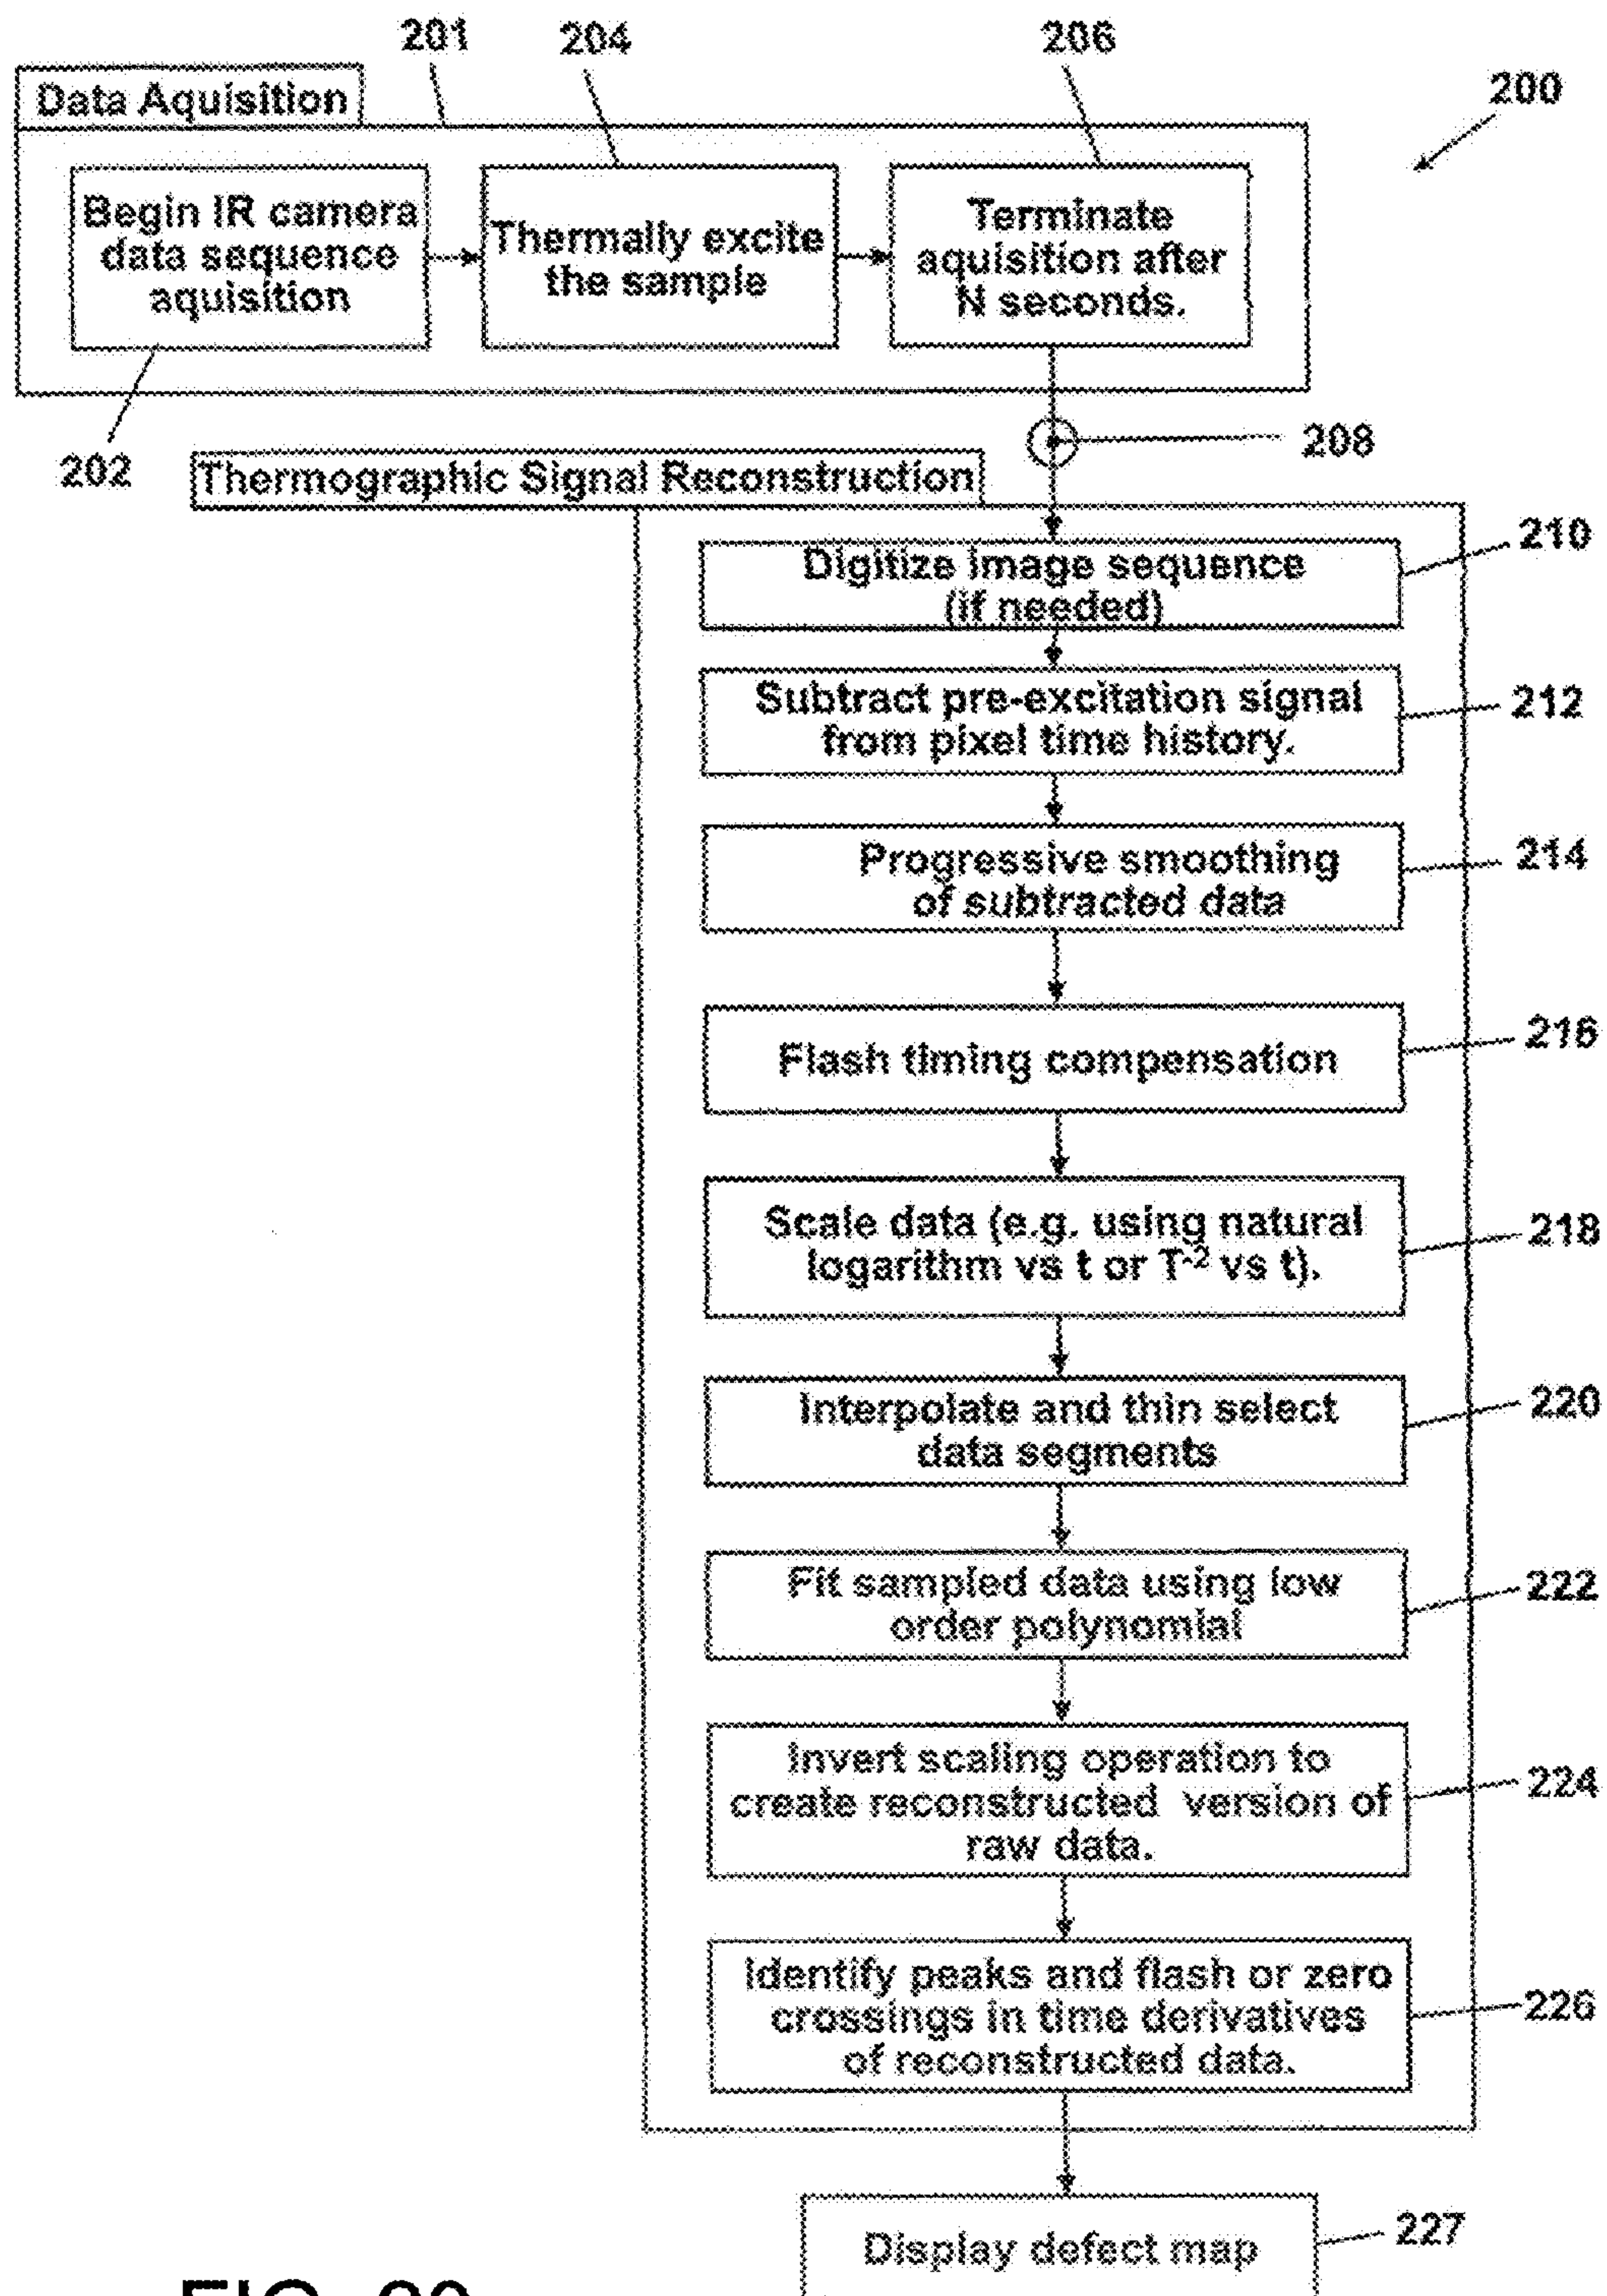 201
204
206
200
Data Aquisition
Begin IR camera
data sequence
aquisition
Thermally excite
the sample
Terminate
aquisition after
N seconds.
202
208
Thermographic Signal Reconstruction
Digitize image sequence
(if needed)
210
Subtract pre-excitation signal
from pixel time history.
212
Progressive smoothing
of subtracted data
214
Flash timing compensation
216
Scale data (e.g. using natural
logarithm vs t or T-2 vs t).
218
Interpolate and thin select
data segments
220
Fit sampled data using low
order polynomial
222
Invert scaling operation to
create reconstructed version of
raw data.
224
Identify peaks and flash or zero
crossings in time derivatives
of reconstructed data.
226
Display defect map
227
FIG.